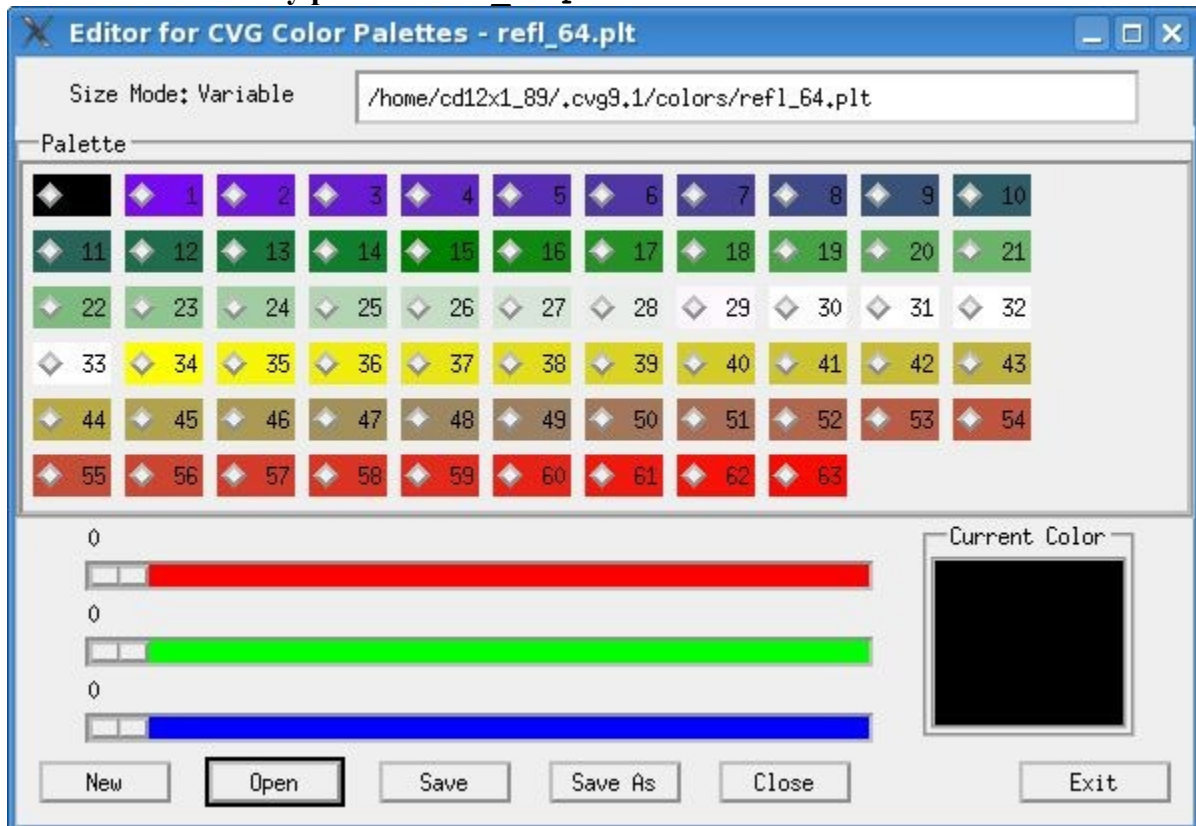 Editor for CVG Color Palettes - refl_64.plt
Size Mode: Variable /home/cd12x1_89/.cvg9.1/colors/refl_64.plt
Palette
1 2 3 4 5 6 7 8 9 10
11 12 13 14 15 16 17 18 19 20 21
22 23 24 25 26 27 28 29 30 31 32
33 34 35 36 37 38 39 40 41 42 43
44 45 46 47 48 49 50 51 52 53 54
55 56 57 58 59 60 61 62 63
0
Current Color
0
0
New Open Save Save As Close Exit